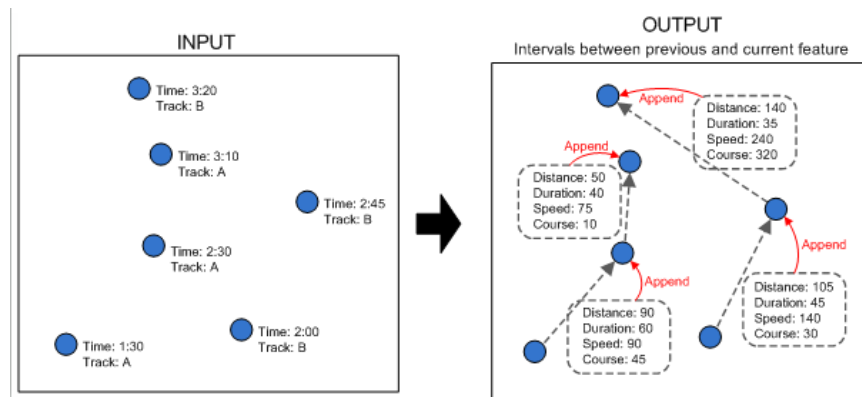 INPUT
Time: 3:20
Track: B
Time: 3:10
Track: A
Time: 2:45
Track: B
Time: 2:30
Track: A
Time: 2:00
Track: B
Time: 1:30
Track: A
OUTPUT
Intervals between previous and current feature
Append
Distance: 140
Duration: 35
Speed: 240
Course: 320
Append
Distance: 50
Duration: 40
Speed: 75
Course: 10
Append
Distance: 105
Duration: 45
Speed: 140
Course: 30
Append
Distance: 90
Duration: 60
Speed: 90
Course: 45